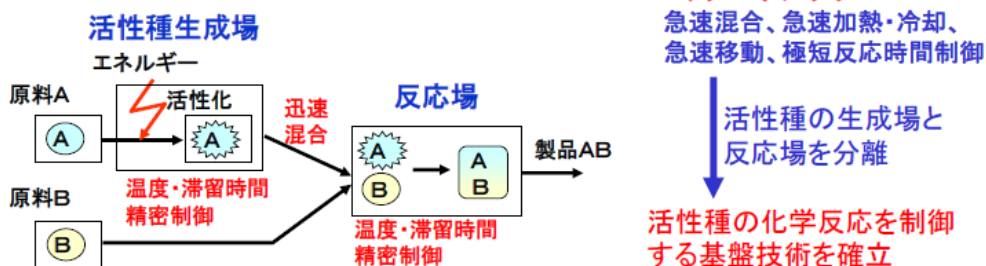 活性種生成場
エネルギー
原料A
活性化
A
A
迅速
混合
温度・滞留時間
精密制御
原料B
B
反応場
A
B
A
B
製品AB
温度・滞留時間
精密制御
急速混合、急速加熱・冷却、
急速移動、極短反応時間制御
活性種の生成場と
反応場を分離
活性種の化学反応を制御
する基盤技術を確立